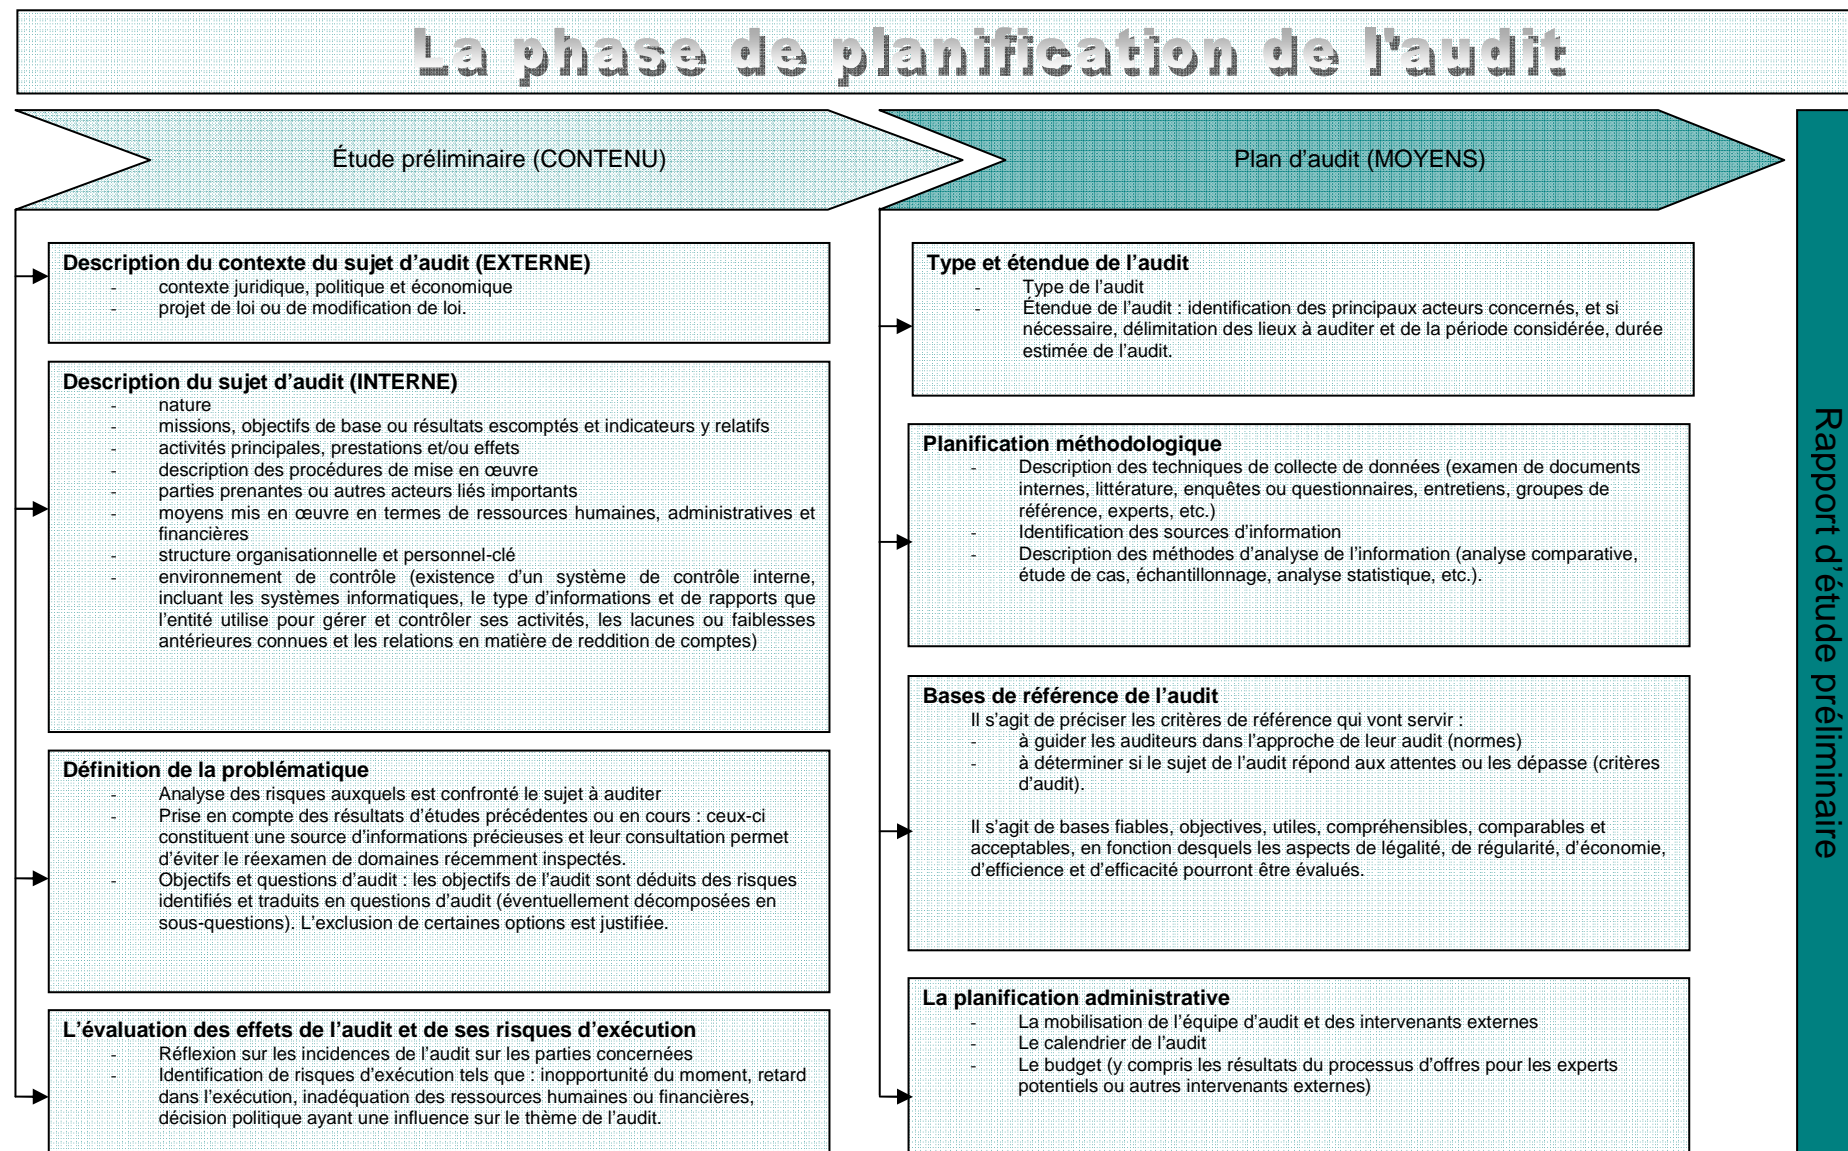 La phase de planification de l'audit
Étude préliminaire (CONTENU)
Description du contexte du sujet d’audit (EXTERNE)
- contexte juridique, politique et économique
- projet de loi ou de modification de loi.
Description du sujet d’audit (INTERNE)
- nature
- missions, objectifs de base ou résultats escomptés et indicateurs y relatifs
- activités principales, prestations et/ou effets
- description des procédures de mise en œuvre
- parties prenantes ou autres acteurs liés importants
- moyens mis en œuvre en termes de ressources humaines, administratives et
financières
- structure organisationnelle et personnel-clé
- environnement de contrôle (existence d’un système de contrôle interne,
incluant les systèmes informatiques, le type d’informations et de rapports que
l’entité utilise pour gérer et contrôler ses activités, les lacunes ou faiblesses
antérieures connues et les relations en matière de reddition de comptes)
Définition de la problématique
- Analyse des risques auxquels est confronté le sujet à auditer
- Prise en compte des résultats d’études précédentes ou en cours : ceux-ci
constituent une source d’informations précieuses et leur consultation permet
d’éviter le réexamen de domaines récemment inspectés.
- Objectifs et questions d’audit : les objectifs de l’audit sont déduits des risques
identifiés et traduits en questions d’audit (éventuellement décomposées en
sous-questions). L’exclusion de certaines options est justifiée.
L’évaluation des effets de l’audit et de ses risques d’exécution
- Réflexion sur les incidences de l’audit sur les parties concernées
- Identification de risques d’exécution tels que : inopportunité du moment, retard
dans l’exécution, inadéquation des ressources humaines ou financières,
décision politique ayant une influence sur le thème de l’audit.
Plan d’audit (MOYENS)
Type et étendue de l’audit
- Type de l’audit
- Étendue de l’audit : identification des principaux acteurs concernés, et si
nécessaire, délimitation des lieux à auditer et de la période considérée, durée
estimée de l’audit.
Planification méthodologique
- Description des techniques de collecte de données (examen de documents
internes, littérature, enquêtes ou questionnaires, entretiens, groupes de
référence, experts, etc.)
- Identification des sources d’information
- Description des méthodes d’analyse de l’information (analyse comparative,
étude de cas, échantillonnage, analyse statistique, etc.).
Bases de référence de l’audit
Il s’agit de préciser les critères de référence qui vont servir :
- à guider les auditeurs dans l’approche de leur audit (normes)
- à déterminer si le sujet de l’audit répond aux attentes ou les dépasse (critères
d’audit).
Il s’agit de bases fiables, objectives, utiles, compréhensibles, comparables et
acceptables, en fonction desquels les aspects de légalité, de régularité, d’économie,
d’efficience et d’efficacité pourront être évalués.
La planification administrative
- La mobilisation de l’équipe d’audit et des intervenants externes
- Le calendrier de l’audit
- Le budget (y compris les résultats du processus d’offres pour les experts
potentiels ou autres intervenants externes)
Rapport d’étude préliminaire